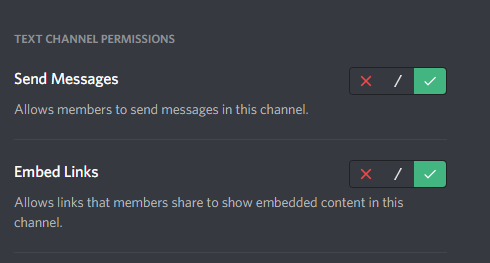 TEXT CHANNEL PERMISSIONS
Send Messages
/
Allows members to send messages in this channel.
Embed Links
/
Allows links that members share to show embedded content in this
channel.